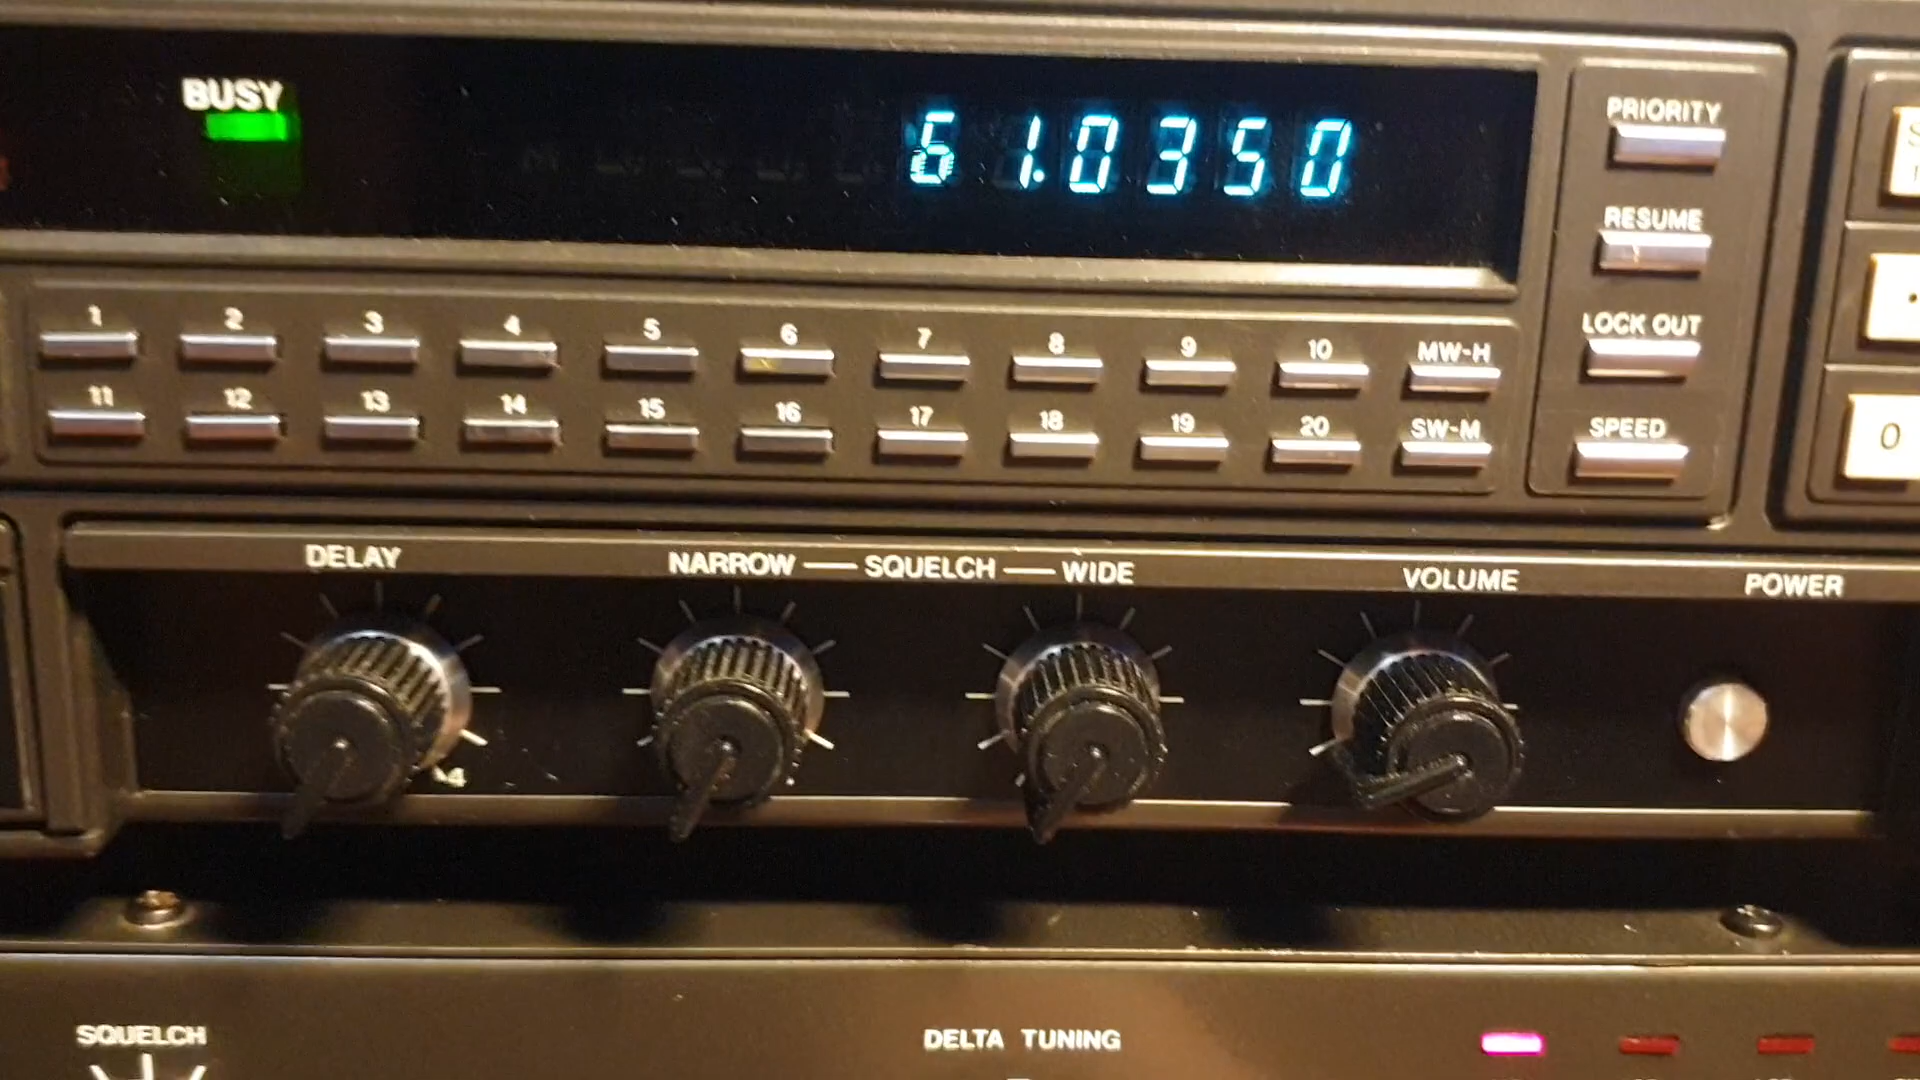 BUSY
61.0350
PRIORITY
RESUME
LOCK OUT
SPEED
1 2 3 4 5 6 7 8 9 10 MW-H
11 12 13 14 15 16 17 18 19 20 SW-M
0
DELAY NARROW SQUELCH WIDE VOLUME POWER
4
SQUELCH DELTA TUNING